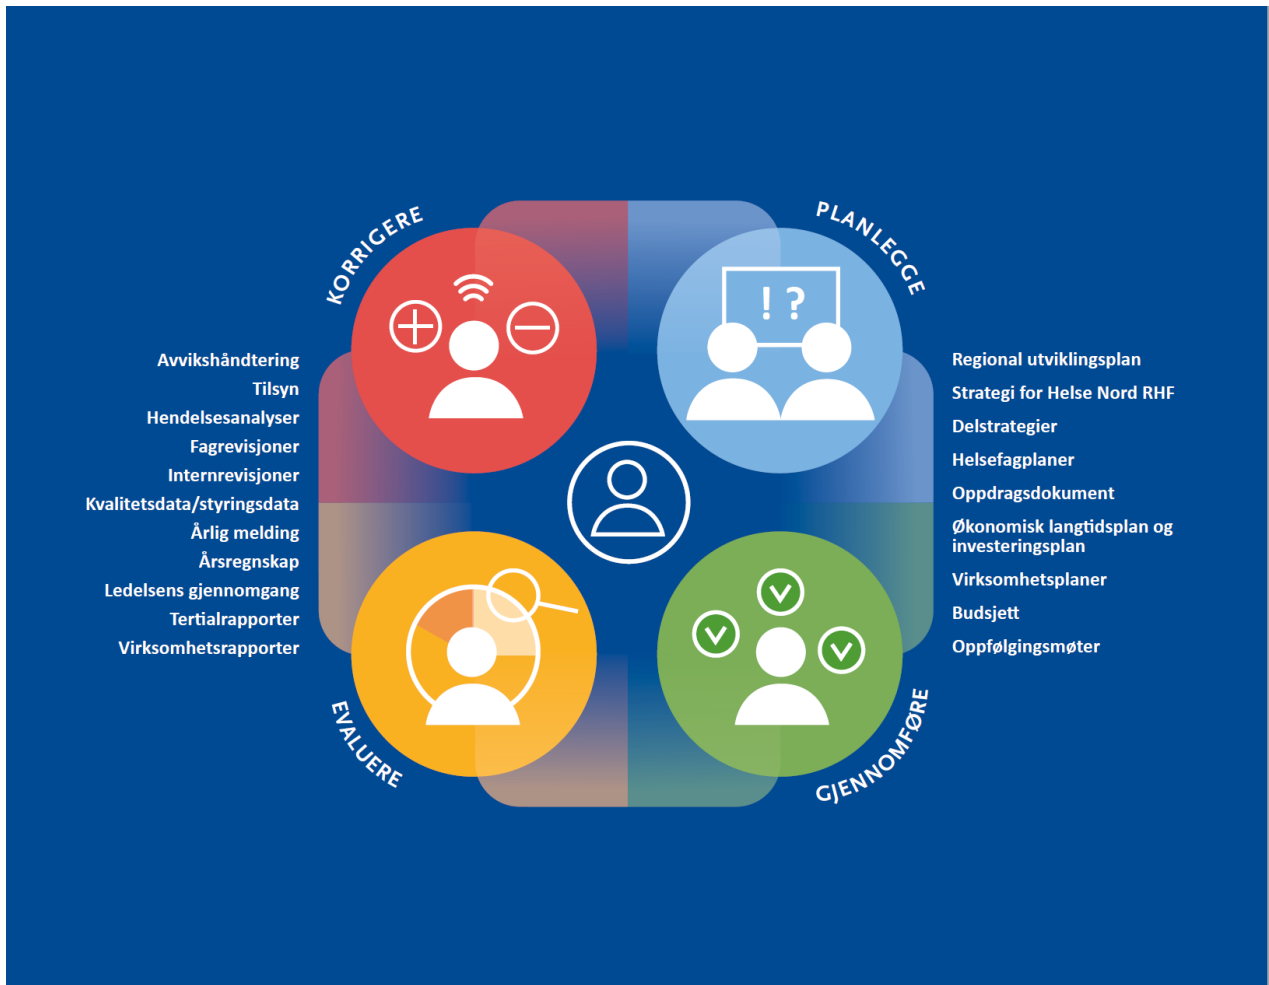 KORRIGERE
PLANLEGGE
! ?
Avvikshåndtering
Tilsyn
Hendelsesanalyser
Fagrevisjoner
Internrevisjoner
Kvalitetsdata/styringsdata
Årlig melding
Årsregnskap
Ledelsens gjennomgang
Tertialrapporter
Virksomhetsrapporter
Regional utviklingsplan
Strategi for Helse Nord RHF
Delstrategier
Helsefagplaner
Oppdragsdokument
Økonomisk langtidsplan og
investeringsplan
Virksomhetsplaner
Budsjett
Oppfølgingsmøter
EVALUERE
GJENNOMFØRE